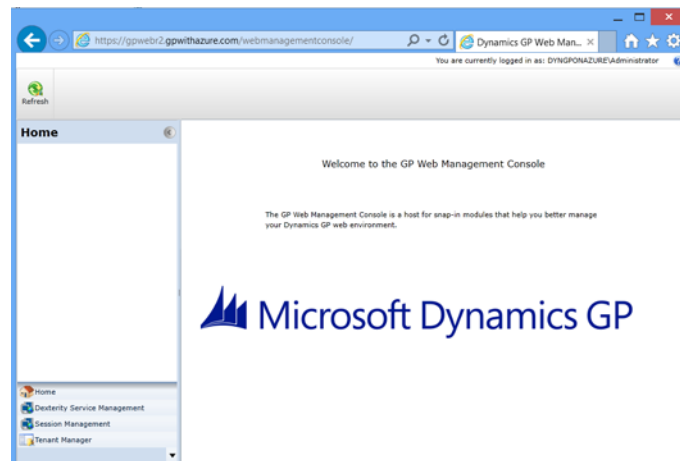 https://gpwebr2.gpwithazure.com/webmanagementconsole/
Dynamics GP Web Man...
You are currently logged in as: DYNGPONAZURE\Administrator
Refresh
Home
Welcome to the GP Web Management Console
The GP Web Management Console is a host for snap-in modules that help you better manage
your Dynamics GP web environment.
Microsoft Dynamics GP
Home
Dexterity Service Management
Session Management
Tenant Manager